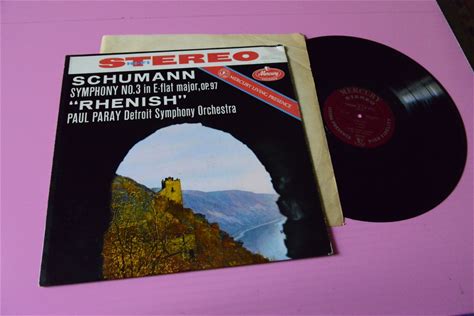 STEREO
SCHUMANN
SYMPHONY NO.3 in E-flat major, op.97
"RHENISH"
PAUL PARAY Detroit Symphony Orchestra
Mercury
MERCURY LIVING PRESENCE
MERCURY
STEREO